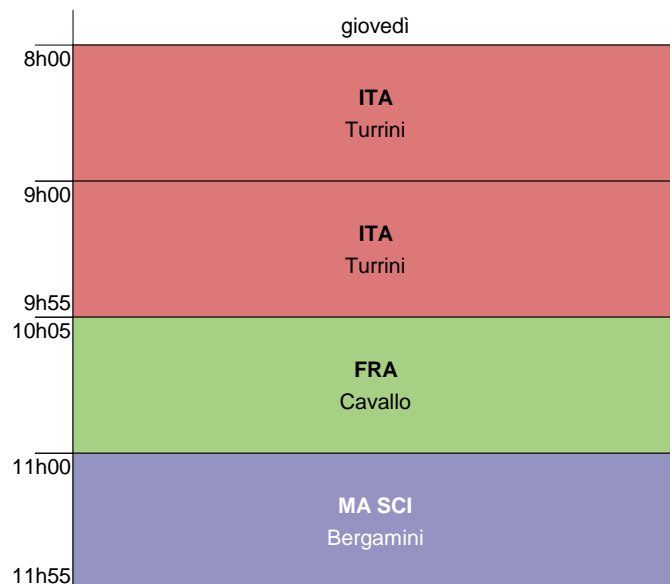 giovedì
8h00
ITA
Turrini
9h00
ITA
Turrini
9h55
10h05
FRA
Cavallo
11h00
MA SCI
Bergamini
11h55